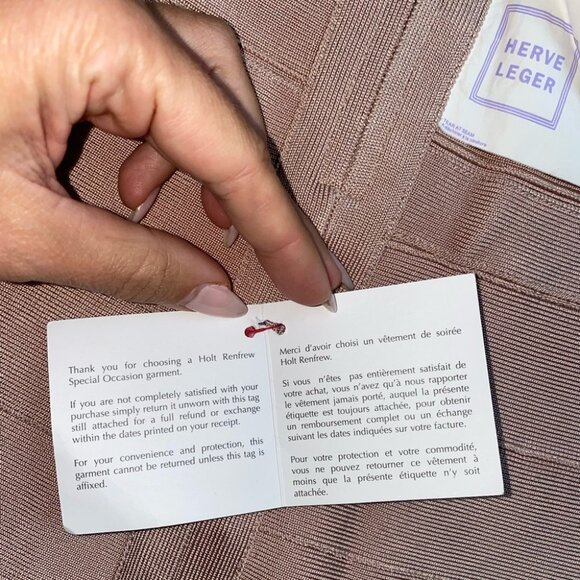 HERVE
LEGER
TEAR AT SEAM
Thank you for choosing a Holt Renfrew
Special Occasion garment.
If you are not completely satisfied with your
purchase simply return it unworn with this tag
still attached for a full refund or exchange
within the dates printed on your receipt.
For your convenience and protection, this
garment cannot be returned unless this tag is
affixed.
Merci d'avoir choisi un vêtement de soirée
Holt Renfrew.
Si vous n'êtes pas entièrement satisfait de
votre achat, vous n'avez qu'à nous rapporter
le vêtement jamais porté, auquel la présente
étiquette est toujours attachée, pour obtenir
un remboursement complet ou un échange
suivant les dates indiquées sur votre facture.
Pour votre protection et votre commodité,
vous ne pouvez retourner ce vêtement à
moins que la présente étiquette n'y soit
attachée.